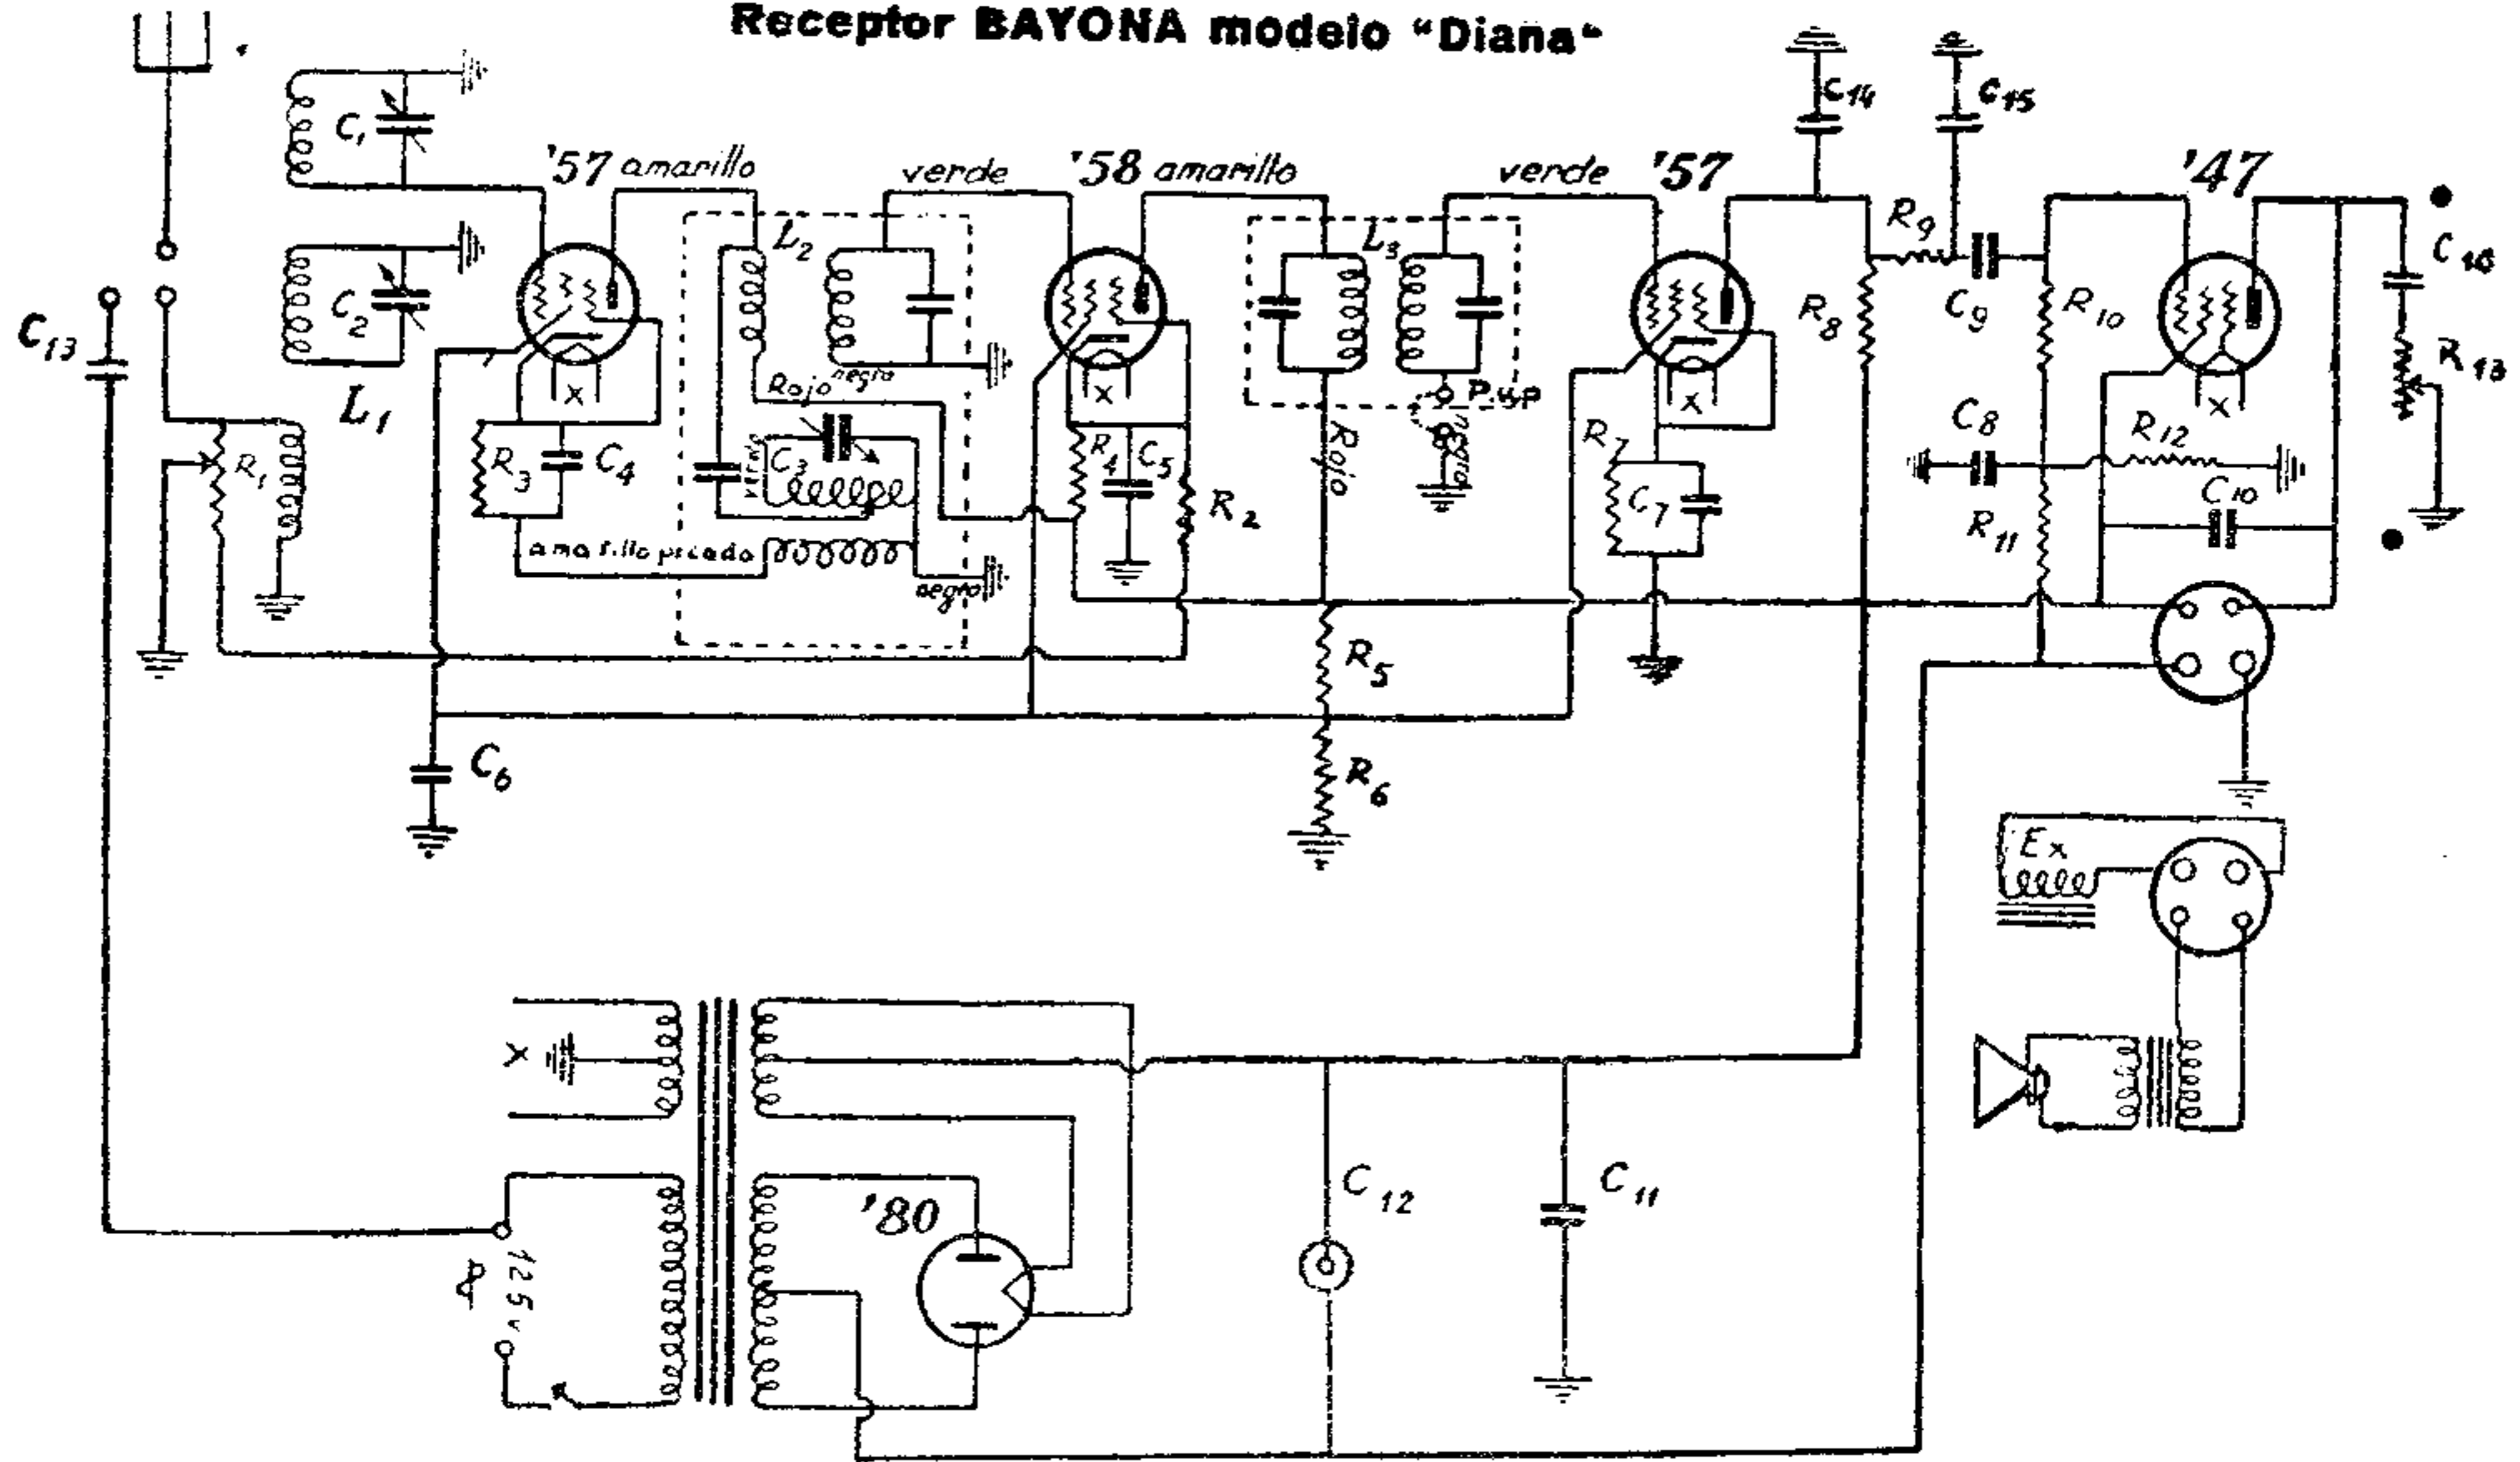 Receptor BAYONA modelo "Diana"
C1
'57 amarillo
verde
'58 amarillo
verde
'57
C14
C15
'47
L2
L3
R9
C2
C13
R8
C9
R10
C16
L1
Rojo
negro
P.up
R13
X
X
X
X
R1
R3
C4
C3
R4
C5
R2
Rojo
R7
C7
C8
R12
R11
C10
amarillo picado
negro
R5
C6
R6
Ex
X
'80
C12
C11
125 v